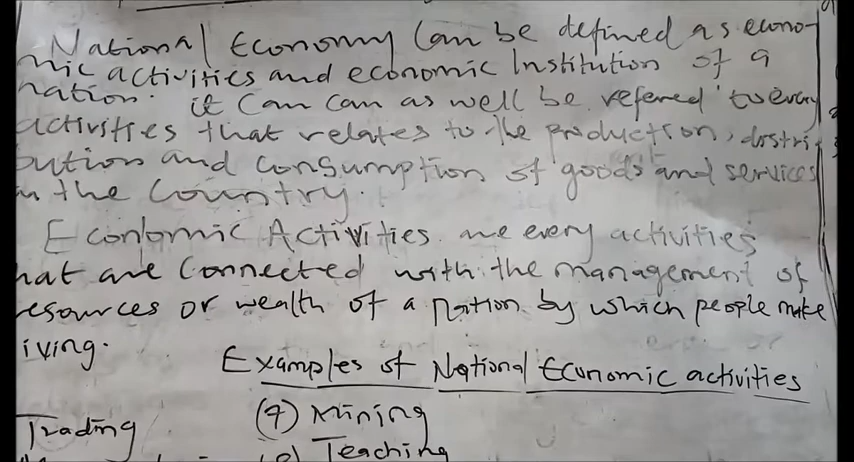 National Economy Can be defined as econo-
mic activities and economic Institution of a
nation. it Can can as well be refered to every
activities that relates to the production, distri
bution and consumption of goods and services
in the Country.
Economic Activities are every activities
hat are Connected with the management of
resources or wealth of a Nation by which people make
iving.
Examples of National Economic activities
Trading (7) Mining
Teaching